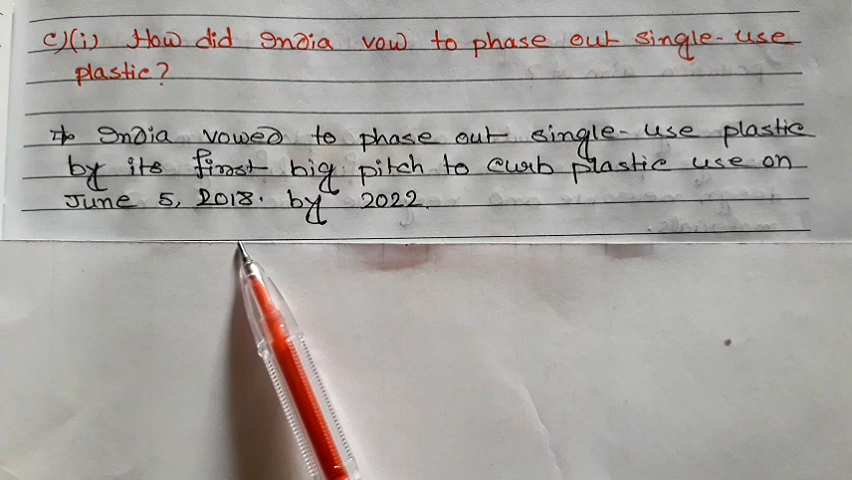 c)(i) How did India vow to phase out single-use
plastic?
⇒ India vowed to phase out single-use plastic
by its first big pitch to curb plastic use on
June 5, 2018. by 2022.